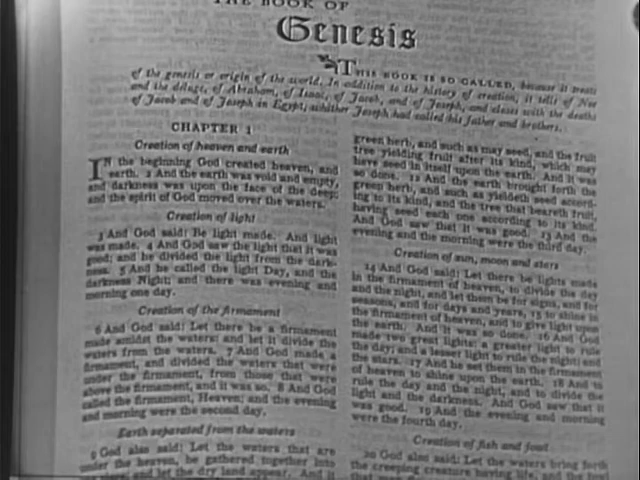 THE BOOK OF
Genesis
THIS BOOK IS SO CALLED, because it treats
of the genesis or origin of the world. In addition to the history of creation, it tells of Noe
and the deluge, of Abraham, of Isaac, of Jacob, and of Joseph, and closes with the deaths
of Jacob and of Joseph in Egypt, whither Joseph had called his father and brothers.
CHAPTER 1
Creation of heaven and earth
IN the beginning God created heaven, and
earth. 2 And the earth was void and empty,
and darkness was upon the face of the deep;
and the spirit of God moved over the waters.
Creation of light
3 And God said: Be light made. And light
was made. 4 And God saw the light that it was
good; and he divided the light from the dark-
ness. 5 And he called the light Day, and the
darkness Night; and there was evening and
morning one day.
Creation of the firmament
6 And God said: Let there be a firmament
made amidst the waters: and let it divide the
waters from the waters. 7 And God made a
firmament, and divided the waters that were
under the firmament, from those that were
above the firmament, and it was so. 8 And God
called the firmament, Heaven; and the evening
and morning were the second day.
Earth separated from the waters
9 God also said: Let the waters that are
under the heaven, be gathered together into
and let the dry land appear. And it
green herb, and such as may seed, and the fruit
tree yielding fruit after its kind, which may
have seed in itself upon the earth. And it was
so done. 12 And the earth brought forth the
green herb, and such as yieldeth seed accord-
ing to its kind, and the tree that beareth fruit,
having seed each one according to its kind.
And God saw that it was good. 13 And the
evening and the morning were the third day.
Creation of sun, moon and stars
14 And God said: Let there be lights made
in the firmament of heaven, to divide the day
and the night, and let them be for signs, and for
seasons, and for days and years, 15 to shine in
the firmament of heaven, and to give light upon
the earth. And it was so done. 16 And God
made two great lights: a greater light to rule
the day; and a lesser light to rule the night; and
the stars. 17 And he set them in the firmament
of heaven to shine upon the earth. 18 And to
rule the day and the night, and to divide the
light and the darkness. And God saw that it
was good. 19 And the evening and morning
were the fourth day.
Creation of fish and fowl
20 God also said: Let the waters bring forth
the creeping creature having life, and the fowl